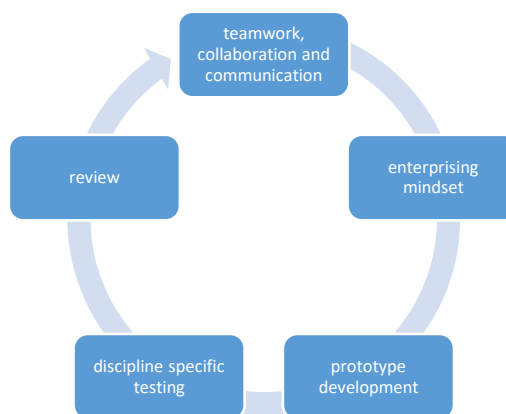 teamwork,
collaboration and
communication
enterprising
mindset
prototype
development
discipline specific
testing
review